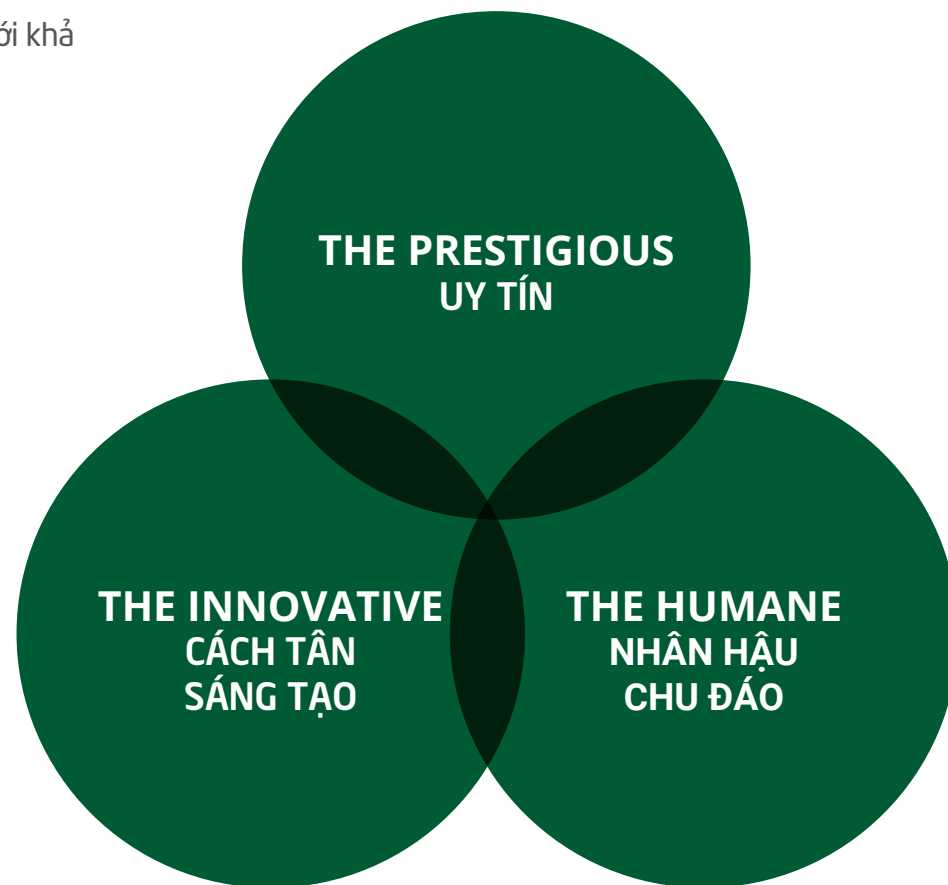 ới khả
THE PRESTIGIOUS
UY TÍN
THE INNOVATIVE
CÁCH TÂN
SÁNG TẠO
THE HUMANE
NHÂN HẬU
CHU ĐÁO